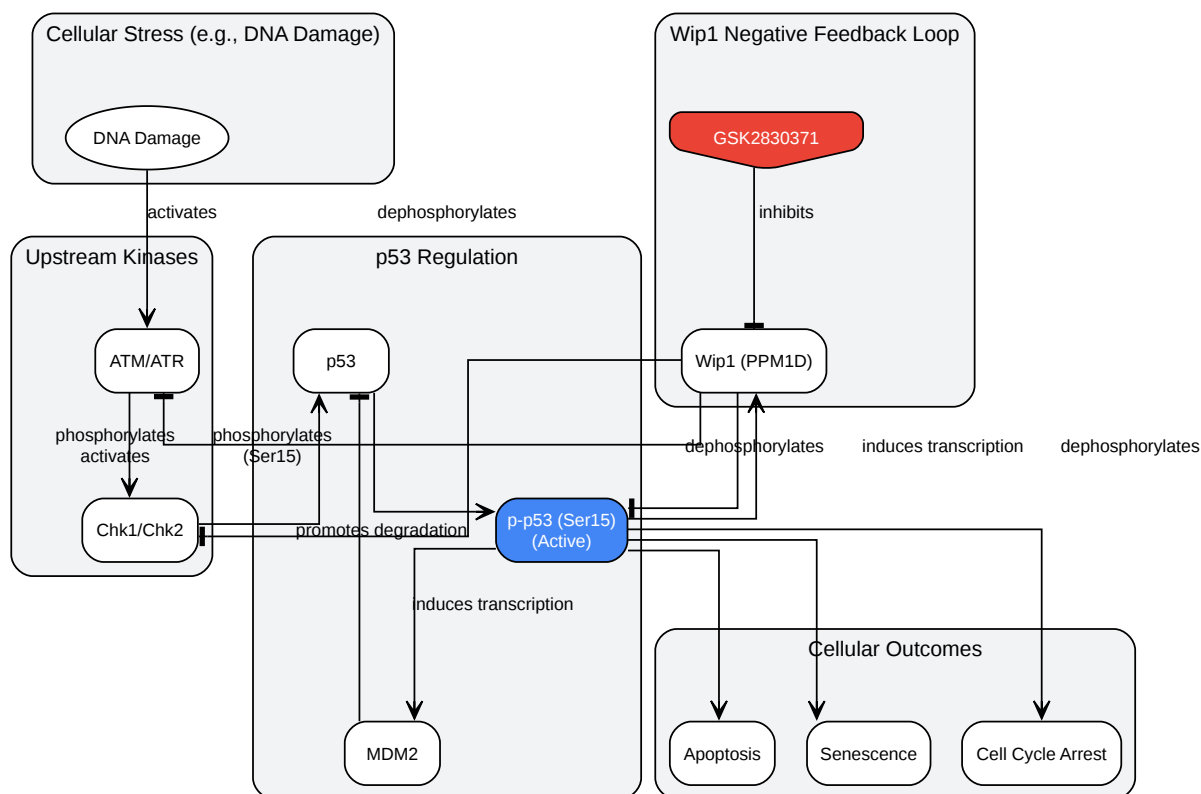 Cellular Stress (e.g., DNA Damage)
Wip1 Negative Feedback Loop
DNA Damage
GSK2830371
activates
dephosphorylates
inhibits
Upstream Kinases
p53 Regulation
ATM/ATR
p53
Wip1 (PPM1D)
phosphorylates
activates
phosphorylates
(Ser15)
dephosphorylates
induces transcription
dephosphorylates
Chk1/Chk2
promotes degradation
p-p53 (Ser15)
(Active)
induces transcription
Cellular Outcomes
MDM2
Apoptosis
Senescence
Cell Cycle Arrest